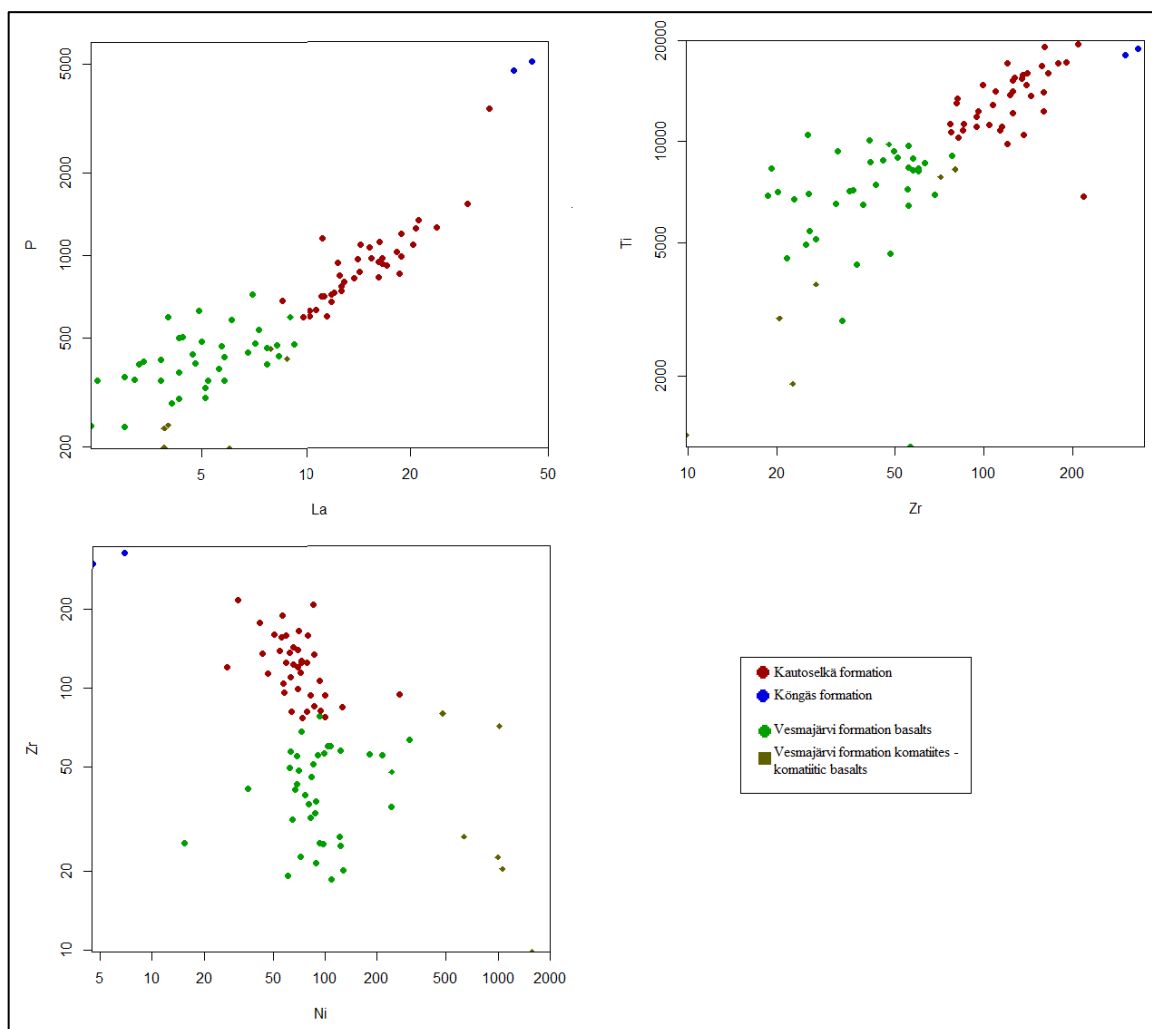 5000
2000
1000
500
200
P
5
10
20
50
La
20000
10000
5000
2000
Ti
10
20
50
100
200
Zr
200
100
50
20
10
Zr
5
10
20
50
100
200
500
1000
2000
Ni
Kautoselkä formation
Köngäs formation
Vesmajärvi formation basalts
Vesmajärvi formation komatiites -
komatiitic basalts